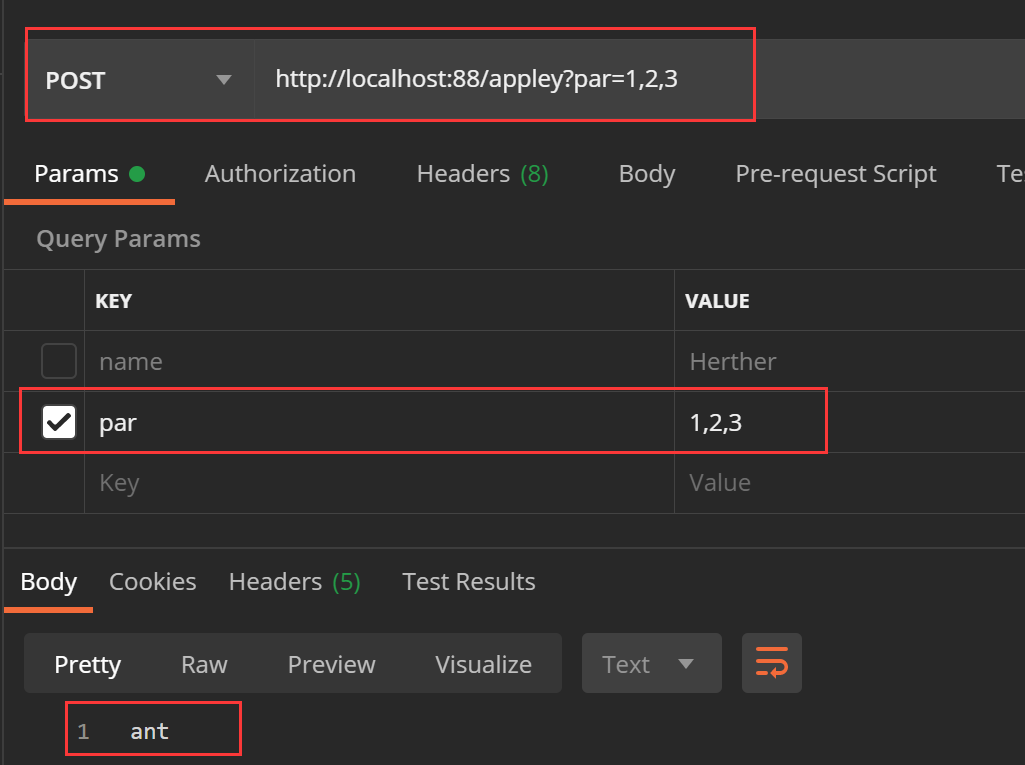 POST http://localhost:88/appley?par=1,2,3
Params Authorization Headers (8) Body Pre-request Script
Query Params
KEY VALUE
name Herther
par 1,2,3
Key Value
Body Cookies Headers (5) Test Results
Pretty Raw Preview Visualize Text
1 ant